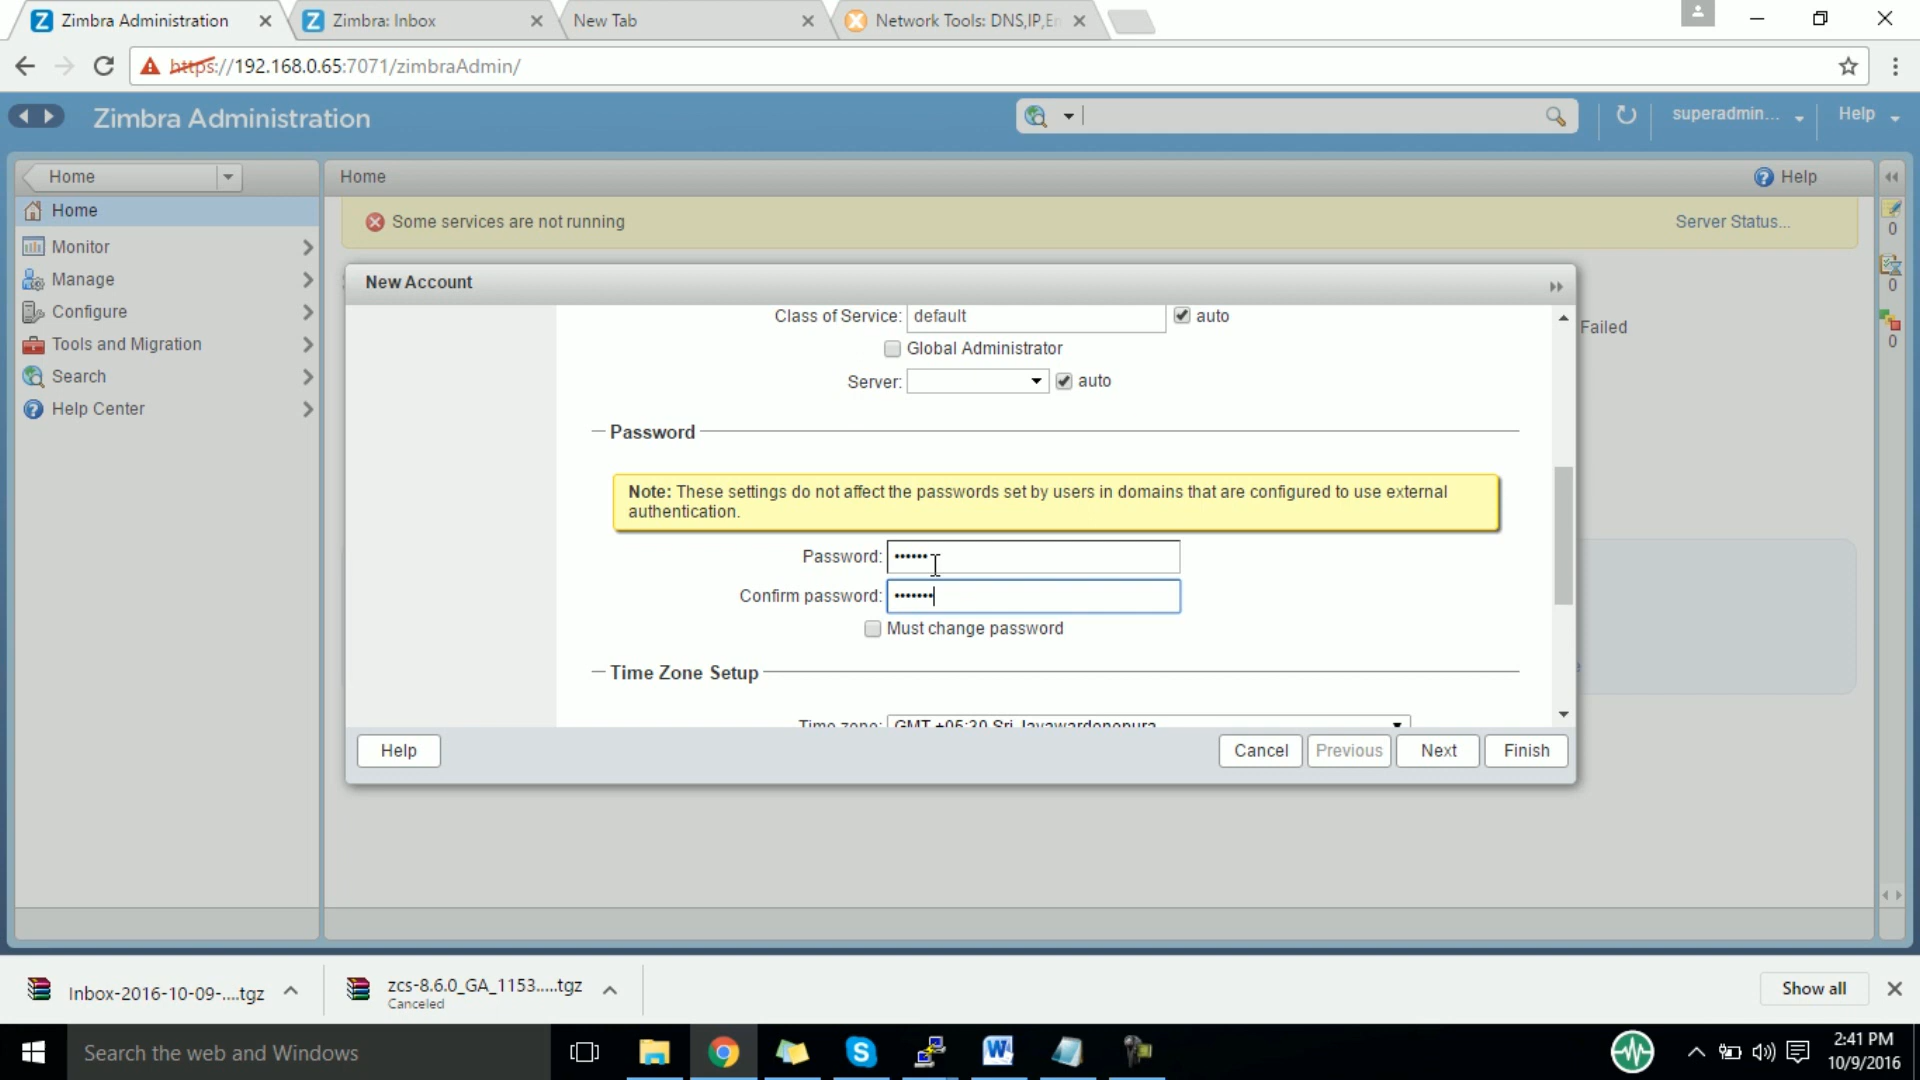 Zimbra Administration
Zimbra: Inbox
New Tab
Network Tools: DNS,IP,En
https://192.168.0.65:7071/zimbraAdmin/
Zimbra Administration
superadmin...
Help
Home
Home
Help
Home
Some services are not running
Server Status...
0
Monitor
Manage
New Account
0
Configure
Class of Service: default
auto
Failed
Tools and Migration
Global Administrator
0
Search
Server:
auto
Help Center
Password
Note: These settings do not affect the passwords set by users in domains that are configured to use external
authentication.
Password: ••••••
Confirm password: •••••••
Must change password
Time Zone Setup
Time zone: GMT +05:30 Sri Jayawardenepura
Help
Cancel
Previous
Next
Finish
Inbox-2016-10-09-....tgz
zcs-8.6.0_GA_1153.....tgz
Canceled
Show all
Search the web and Windows
2:41 PM
10/9/2016